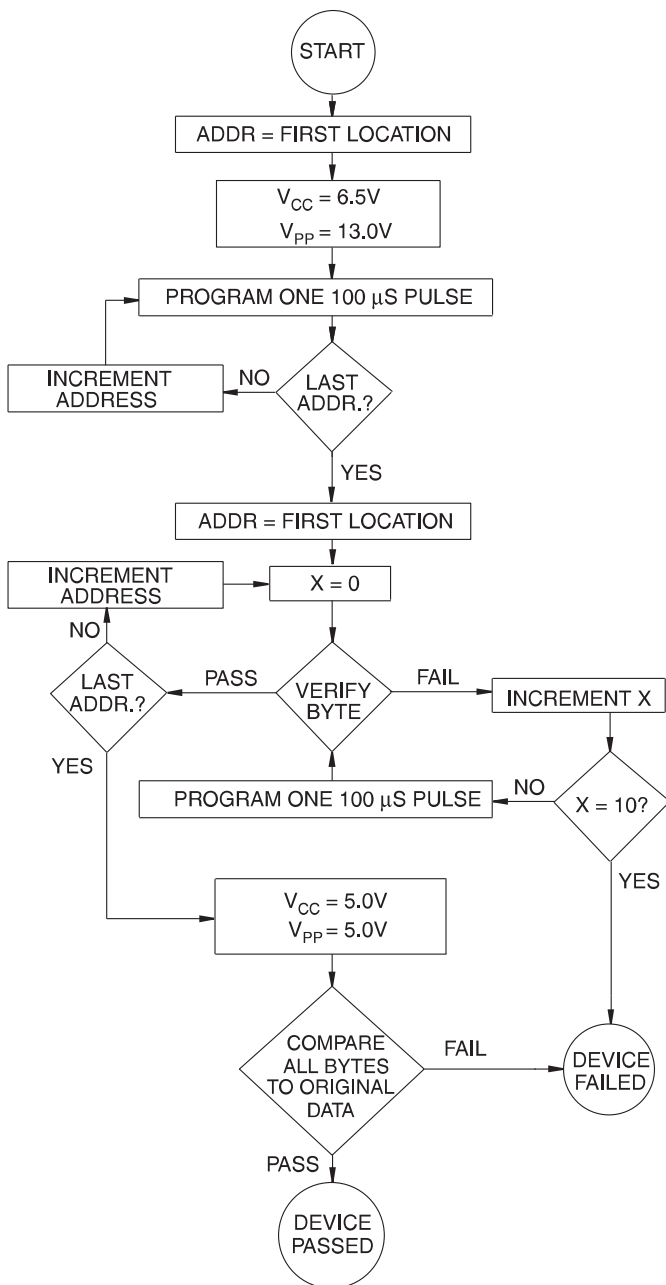 START
ADDR = FIRST LOCATION
VCC = 6.5V
VPP = 13.0V
PROGRAM ONE 100 µS PULSE
INCREMENT
ADDRESS
NO
LAST
ADDR.?
YES
ADDR = FIRST LOCATION
INCREMENT
ADDRESS
X = 0
NO
LAST
ADDR.?
PASS
VERIFY
BYTE
FAIL
INCREMENT X
YES
PROGRAM ONE 100 µS PULSE
NO
X = 10?
YES
VCC = 5.0V
VPP = 5.0V
COMPARE
ALL BYTES
TO ORIGINAL
DATA
FAIL
DEVICE
FAILED
PASS
DEVICE
PASSED